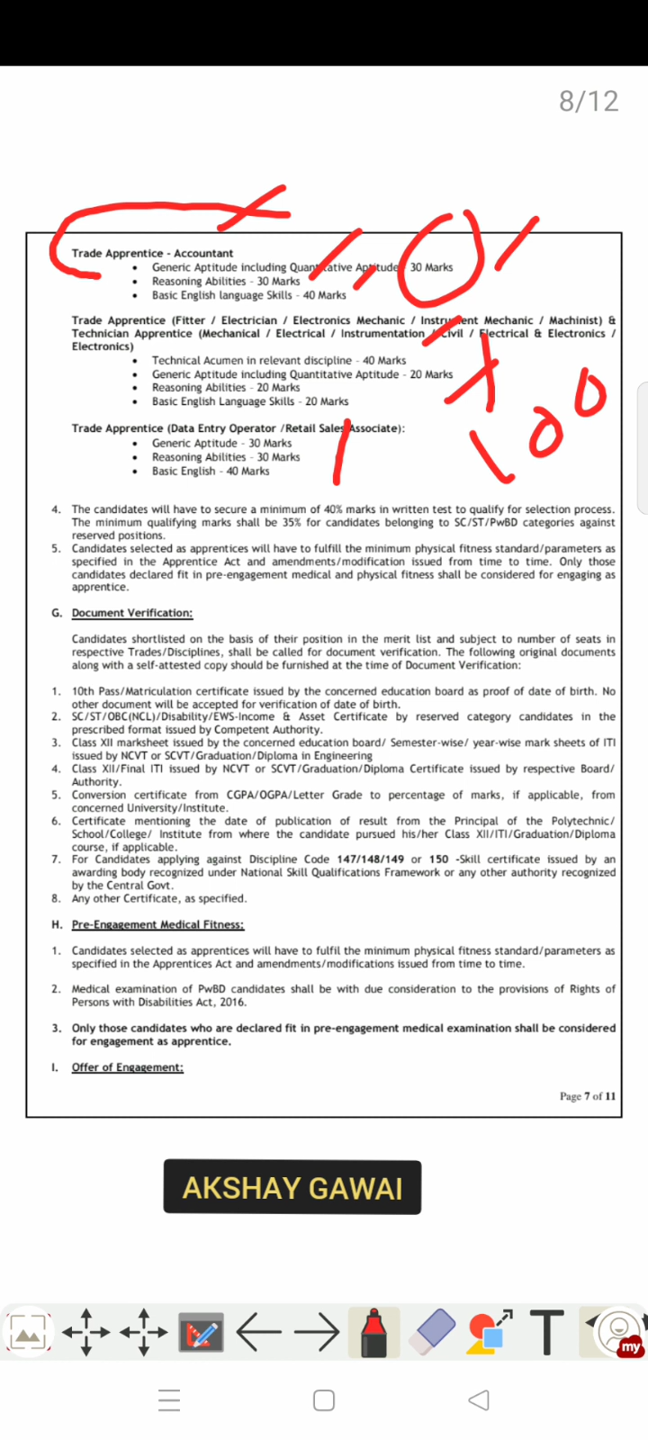 8/12
Trade Apprentice - Accountant
• Generic Aptitude including Quantitative Aptitude - 30 Marks
• Reasoning Abilities - 30 Marks
• Basic English language Skills - 40 Marks
Trade Apprentice (Fitter / Electrician / Electronics Mechanic / Instrument Mechanic / Machinist) &
Technician Apprentice (Mechanical / Electrical / Instrumentation / Civil / Electrical & Electronics /
Electronics)
• Technical Acumen in relevant discipline - 40 Marks
• Generic Aptitude including Quantitative Aptitude - 20 Marks
• Reasoning Abilities - 20 Marks
• Basic English Language Skills - 20 Marks
100
Trade Apprentice (Data Entry Operator /Retail Sales Associate):
• Generic Aptitude - 30 Marks
• Reasoning Abilities - 30 Marks
• Basic English - 40 Marks
4. The candidates will have to secure a minimum of 40% marks in written test to qualify for selection process.
The minimum qualifying marks shall be 35% for candidates belonging to SC/ST/PwBD categories against
reserved positions.
5. Candidates selected as apprentices will have to fulfill the minimum physical fitness standard/parameters as
specified in the Apprentice Act and amendments/modification issued from time to time. Only those
candidates declared fit in pre-engagement medical and physical fitness shall be considered for engaging as
apprentice.
G. Document Verification:
Candidates shortlisted on the basis of their position in the merit list and subject to number of seats in
respective Trades/Disciplines, shall be called for document verification. The following original documents
along with a self-attested copy should be furnished at the time of Document Verification:
1. 10th Pass/Matriculation certificate issued by the concerned education board as proof of date of birth. No
other document will be accepted for verification of date of birth.
2. SC/ST/OBC(NCL)/Disability/EWS-Income & Asset Certificate by reserved category candidates in the
prescribed format issued by Competent Authority.
3. Class XII marksheet issued by the concerned education board/ Semester-wise/ year-wise mark sheets of ITI
issued by NCVT or SCVT/Graduation/Diploma in Engineering
4. Class XII/Final ITI issued by NCVT or SCVT/Graduation/Diploma Certificate issued by respective Board/
Authority.
5. Conversion certificate from CGPA/OGPA/Letter Grade to percentage of marks, if applicable, from
concerned University/Institute.
6. Certificate mentioning the date of publication of result from the Principal of the Polytechnic/
School/College/ Institute from where the candidate pursued his/her Class XII/ITI/Graduation/Diploma
course, if applicable.
7. For Candidates applying against Discipline Code 147/148/149 or 150 -Skill certificate issued by an
awarding body recognized under National Skill Qualifications Framework or any other authority recognized
by the Central Govt.
8. Any other Certificate, as specified.
H. Pre-Engagement Medical Fitness:
1. Candidates selected as apprentices will have to fulfil the minimum physical fitness standard/parameters as
specified in the Apprentices Act and amendments/modifications issued from time to time.
2. Medical examination of PwBD candidates shall be with due consideration to the provisions of Rights of
Persons with Disabilities Act, 2016.
3. Only those candidates who are declared fit in pre-engagement medical examination shall be considered
for engagement as apprentice.
I. Offer of Engagement:
Page 7 of 11
AKSHAY GAWAI
T
my